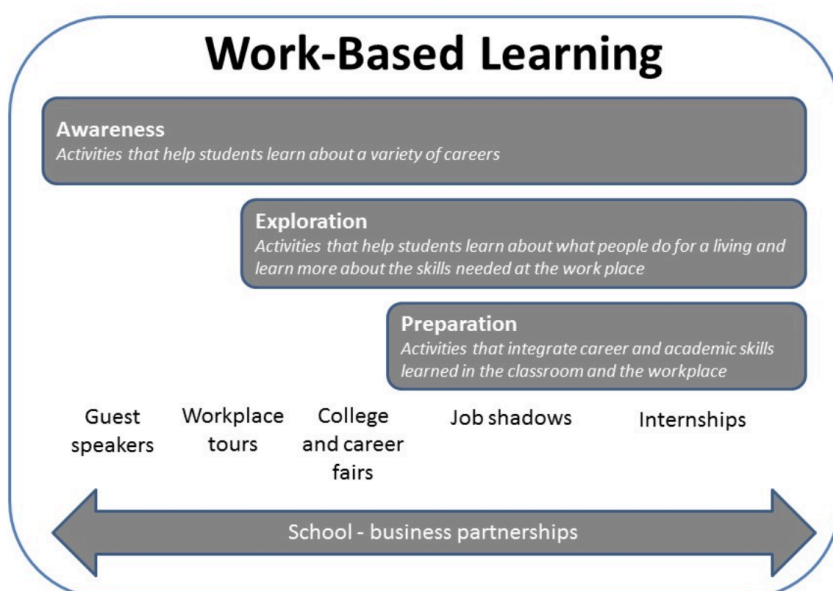 Work-Based Learning
Awareness
Activities that help students learn about a variety of careers
Exploration
Activities that help students learn about what people do for a living and
learn more about the skills needed at the work place
Preparation
Activities that integrate career and academic skills
learned in the classroom and the workplace
Guest
speakers
Workplace
tours
College
and career
fairs
Job shadows
Internships
School - business partnerships